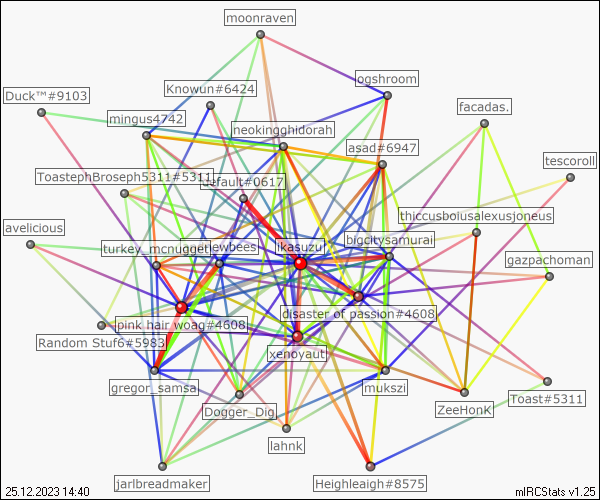 moonraven
ogshroom
Knowun#6424
Duck™#9103
facadas.
mingus4742
neokingghidorah
asad#6947
tescoroll
ToastephBroseph5311#5311
default#0617
thiccusbolusalexusjoneus
avelicious
turkey_mcnugget
jewbees
ikasuzu
bigcitysamurai
gazpachoman
disaster of passion#4608
pink hair woag#4608
Random Stuf6#5983
xenoyaut
gregor_samsa
mukszi
Toast#5311
Dogger_Dig
ZeeHonk
lahnk
jarlbreadmaker
Heighleaigh#8575
25.12.2023 14:40
mIRCStats v1.25